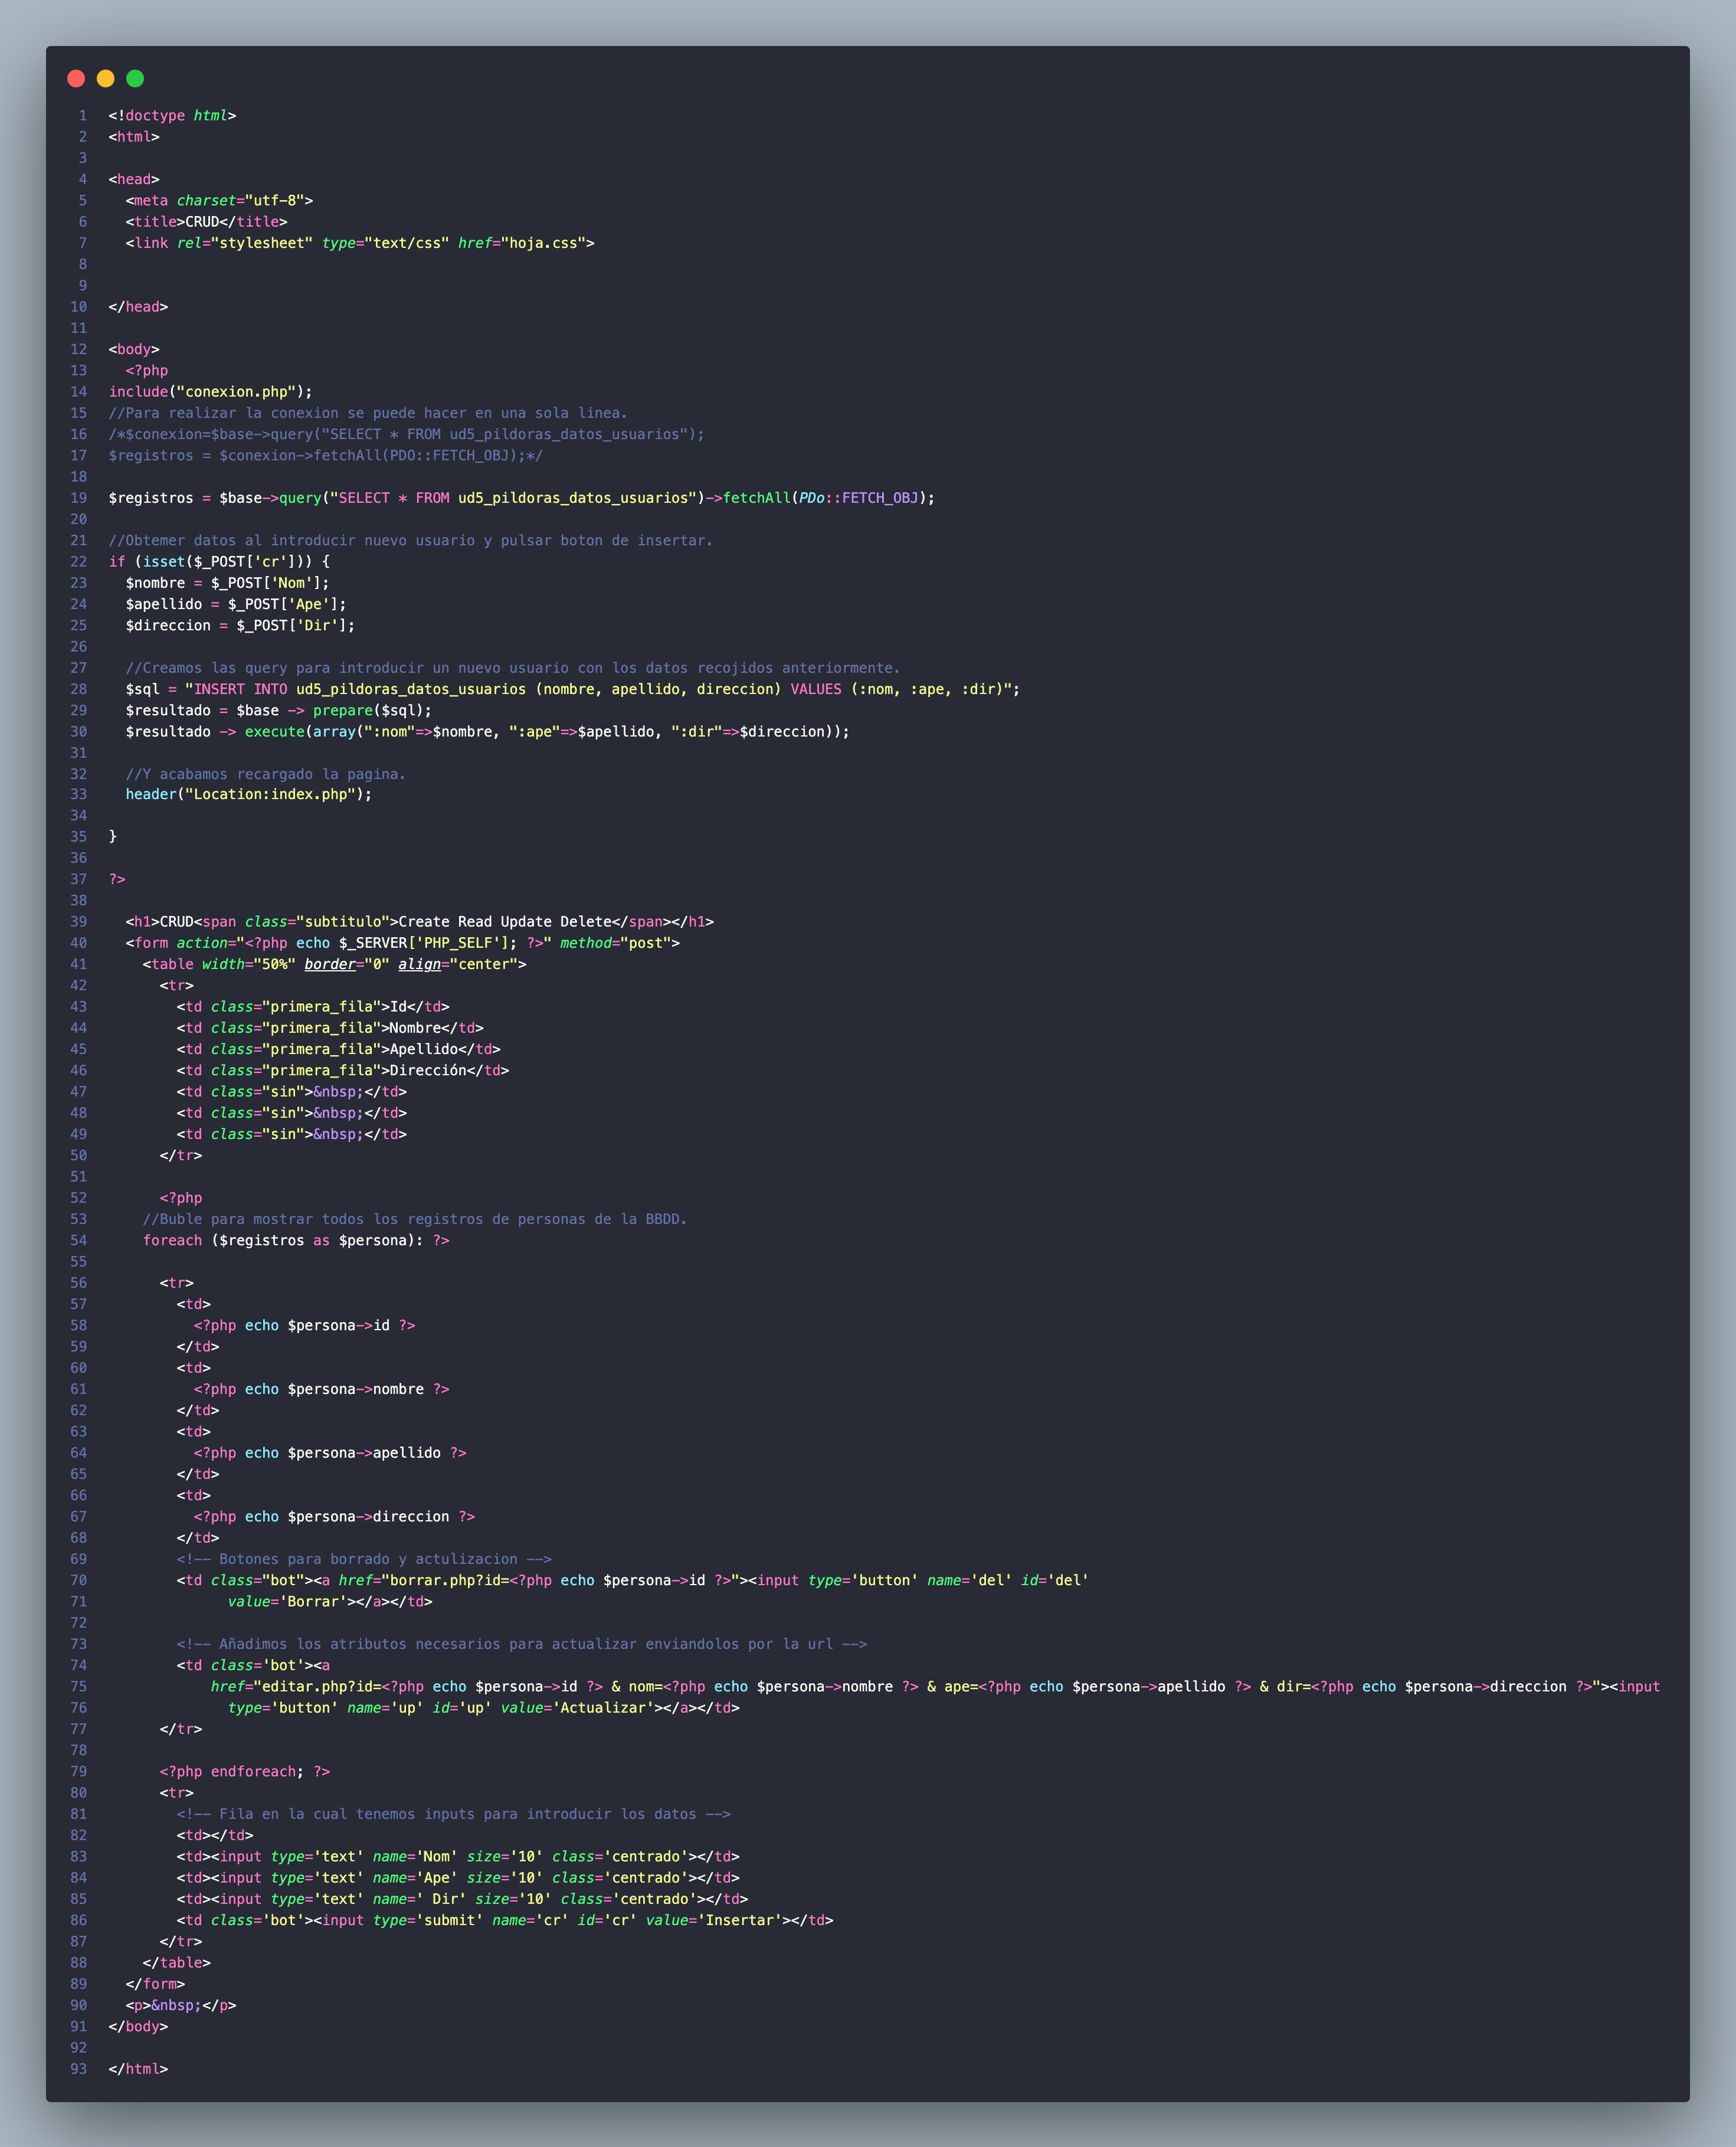 1 <!doctype html>
2 <html>
3
4 <head>
5   <meta charset="utf-8">
6   <title>CRUD</title>
7   <link rel="stylesheet" type="text/css" href="hoja.css">
8
9
10 </head>
11
12 <body>
13   <?php
14 include("conexion.php");
15 //Para realizar la conexion se puede hacer en una sola linea.
16 /*$conexion=$base->query("SELECT * FROM ud5_pildoras_datos_usuarios");
17 $registros = $conexion->fetchAll(PDO::FETCH_OBJ);*/
18
19 $registros = $base->query("SELECT * FROM ud5_pildoras_datos_usuarios")->fetchAll(PDo::FETCH_OBJ);
20
21 //Obtemer datos al introducir nuevo usuario y pulsar boton de insertar.
22 if (isset($_POST['cr'])) {
23   $nombre = $_POST['Nom'];
24   $apellido = $_POST['Ape'];
25   $direccion = $_POST['Dir'];
26
27   //Creamos las query para introducir un nuevo usuario con los datos recojidos anteriormente.
28   $sql = "INSERT INTO ud5_pildoras_datos_usuarios (nombre, apellido, direccion) VALUES (:nom, :ape, :dir)";
29   $resultado = $base -> prepare($sql);
30   $resultado -> execute(array(":nom"=>$nombre, ":ape"=>$apellido, ":dir"=>$direccion));
31
32   //Y acabamos recargado la pagina.
33   header("Location:index.php");
34
35 }
36
37 ?>
38
39   <h1>CRUD<span class="subtitulo">Create Read Update Delete</span></h1>
40   <form action="<?php echo $_SERVER['PHP_SELF']; ?>" method="post">
41     <table width="50%" border="0" align="center">
42       <tr>
43         <td class="primera_fila">Id</td>
44         <td class="primera_fila">Nombre</td>
45         <td class="primera_fila">Apellido</td>
46         <td class="primera_fila">Dirección</td>
47         <td class="sin">&nbsp;</td>
48         <td class="sin">&nbsp;</td>
49         <td class="sin">&nbsp;</td>
50       </tr>
51
52       <?php
53     //Buble para mostrar todos los registros de personas de la BBDD.
54     foreach ($registros as $persona): ?>
55
56       <tr>
57         <td>
58           <?php echo $persona->id ?>
59         </td>
60         <td>
61           <?php echo $persona->nombre ?>
62         </td>
63         <td>
64           <?php echo $persona->apellido ?>
65         </td>
66         <td>
67           <?php echo $persona->direccion ?>
68         </td>
69         <!-- Botones para borrado y actulizacion -->
70         <td class="bot"><a href="borrar.php?id=<?php echo $persona->id ?>"><input type='button' name='del' id='del'
71               value='Borrar'></a></td>
72
73         <!-- Añadimos los atributos necesarios para actualizar enviandolos por la url -->
74         <td class='bot'><a
75             href="editar.php?id=<?php echo $persona->id ?> & nom=<?php echo $persona->nombre ?> & ape=<?php echo $persona->apellido ?> & dir=<?php echo $persona->direccion ?>"><input
76               type='button' name='up' id='up' value='Actualizar'></a></td>
77       </tr>
78
79       <?php endforeach; ?>
80       <tr>
81         <!-- Fila en la cual tenemos inputs para introducir los datos -->
82         <td></td>
83         <td><input type='text' name='Nom' size='10' class='centrado'></td>
84         <td><input type='text' name='Ape' size='10' class='centrado'></td>
85         <td><input type='text' name=' Dir' size='10' class='centrado'></td>
86         <td class='bot'><input type='submit' name='cr' id='cr' value='Insertar'></td>
87       </tr>
88     </table>
89   </form>
90   <p>&nbsp;</p>
91 </body>
92
93 </html>